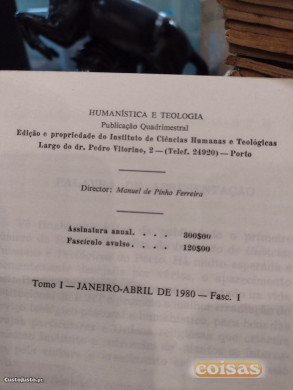 HUMANÍSTICA E TEOLOGIA
Publicação Quadrimestral
Edição e propriedade do Instituto de Ciências Humanas e Teológicas
Largo do dr. Pedro Vitorino, 2 — (Telef. 24920) — Porto
Director: Manuel de Pinho Ferreira
Assinatura anual. . . . 300$00
Fascículo avulso. . . . 120$00
Tomo I — JANEIRO-ABRIL DE 1980 — Fasc. 1
coisas
CustoJusto.pt